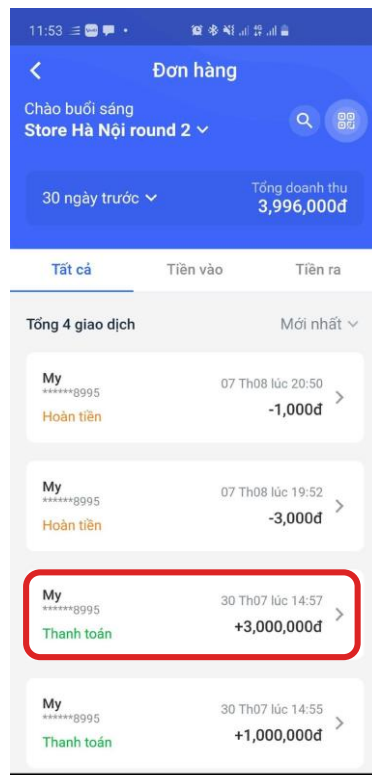 11:53
Đơn hàng
Chào buổi sáng
Store Hà Nội round 2
30 ngày trước
Tổng doanh thu
3,996,000đ
Tất cả Tiền vào Tiền ra
Tổng 4 giao dịch Mới nhất
My
******8995
Hoàn tiền
07 Th08 lúc 20:50
-1,000đ
My
******8995
Hoàn tiền
07 Th08 lúc 19:52
-3,000đ
My
******8995
Thanh toán
30 Th07 lúc 14:57
+3,000,000đ
My
******8995
Thanh toán
30 Th07 lúc 14:55
+1,000,000đ